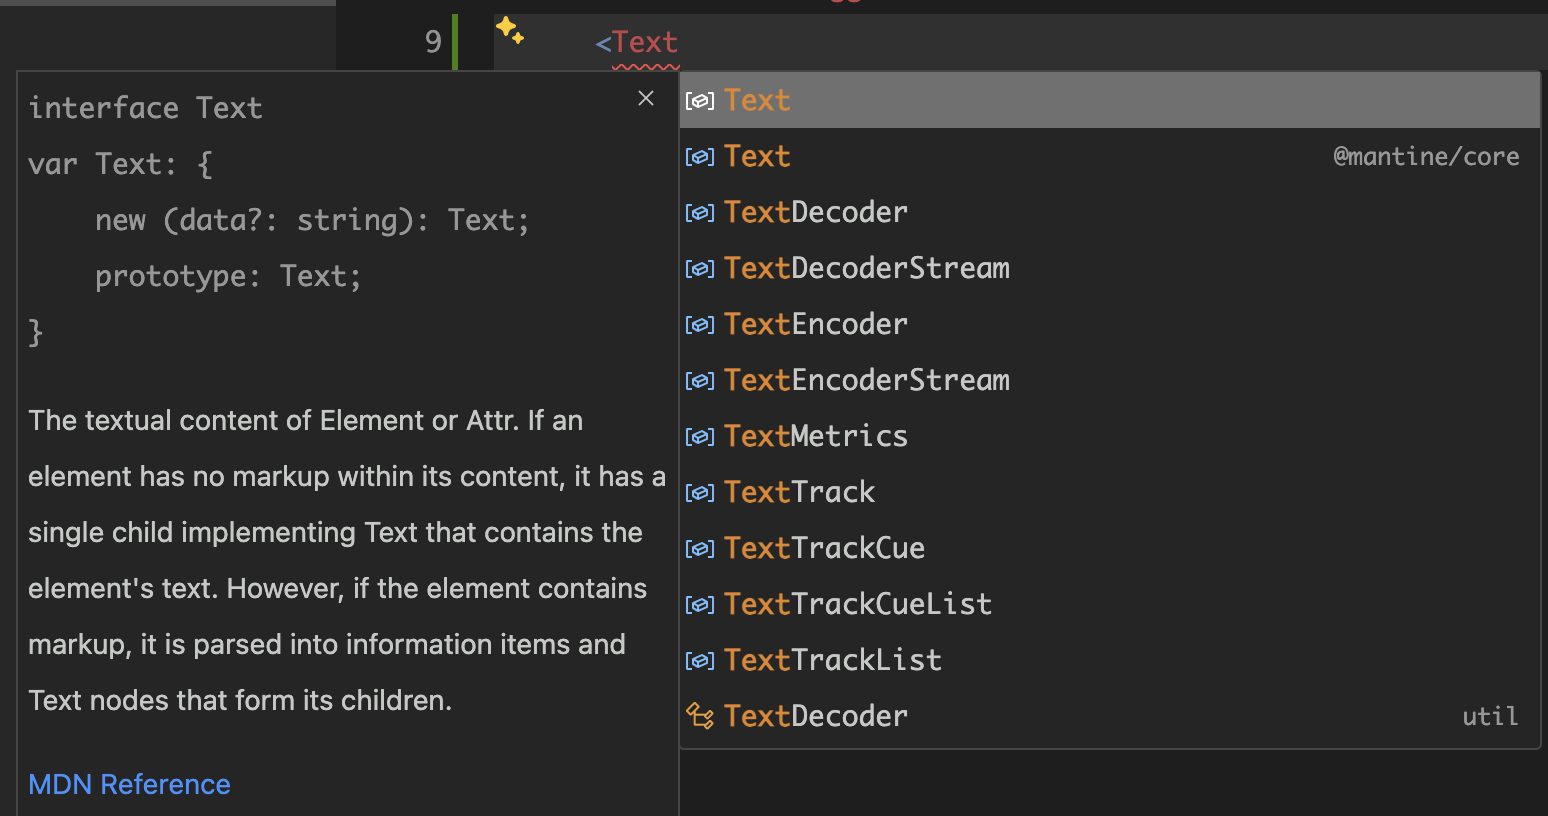 9 <Text
interface Text
var Text: {
    new (data?: string): Text;
    prototype: Text;
}
The textual content of Element or Attr. If an
element has no markup within its content, it has a
single child implementing Text that contains the
element's text. However, if the element contains
markup, it is parsed into information items and
Text nodes that form its children.
MDN Reference
Text
Text @mantine/core
TextDecoder
TextDecoderStream
TextEncoder
TextEncoderStream
TextMetrics
TextTrack
TextTrackCue
TextTrackCueList
TextTrackList
TextDecoder util